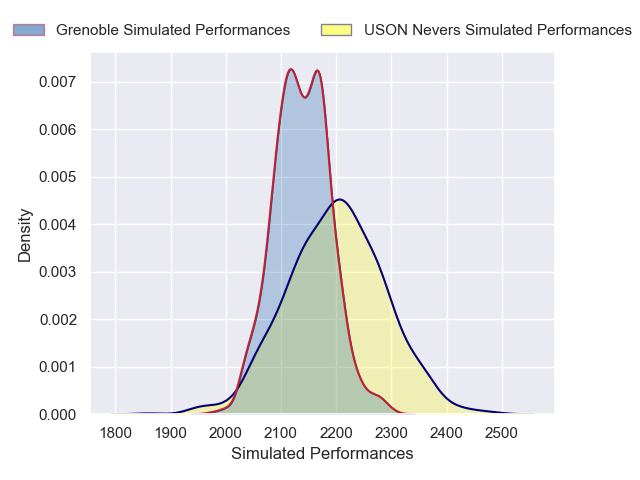 Grenoble Simulated Performances USON Nevers Simulated Performances
0.007
0.006
0.005
0.004
0.003
0.002
0.001
0.000
Density
1800 1900 2000 2100 2200 2300 2400 2500
Simulated Performances